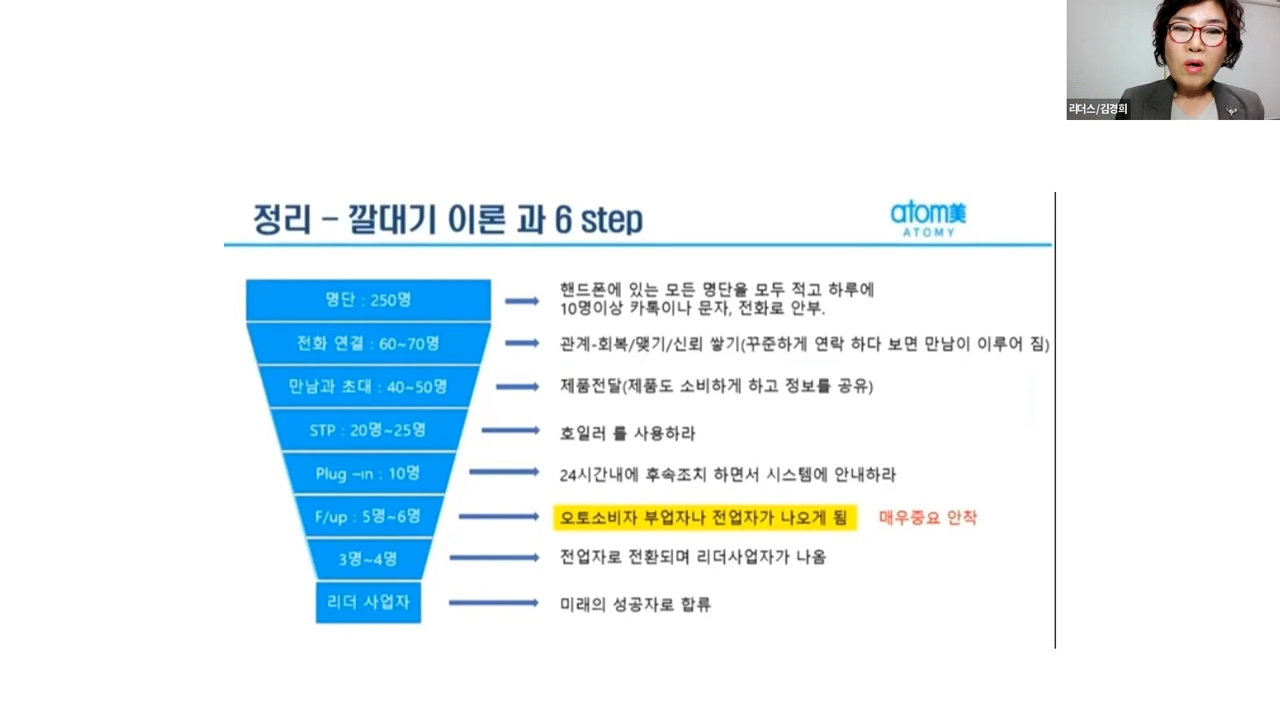 리더스/김경희
정리 – 깔대기 이론 과 6 step
atom美
ATOMY
명단 : 250명
핸드폰에 있는 모든 명단을 모두 적고 하루에
10명이상 카톡이나 문자, 전화로 안부.
전화 연결 : 60~70명
관계-회복/맺기/신뢰 쌓기(꾸준하게 연락 하다 보면 만남이 이루어 짐)
만남과 초대 : 40~50명
제품전달(제품도 소비하게 하고 정보를 공유)
STP : 20명~25명
호일러 를 사용하라
Plug –in : 10명
24시간내에 후속조치 하면서 시스템에 안내하라
F/up : 5명~6명
오토소비자 부업자나 전업자가 나오게 됨 매우중요 안착
3명~4명
전업자로 전환되며 리더사업자가 나옴
리더 사업자
미래의 성공자로 합류